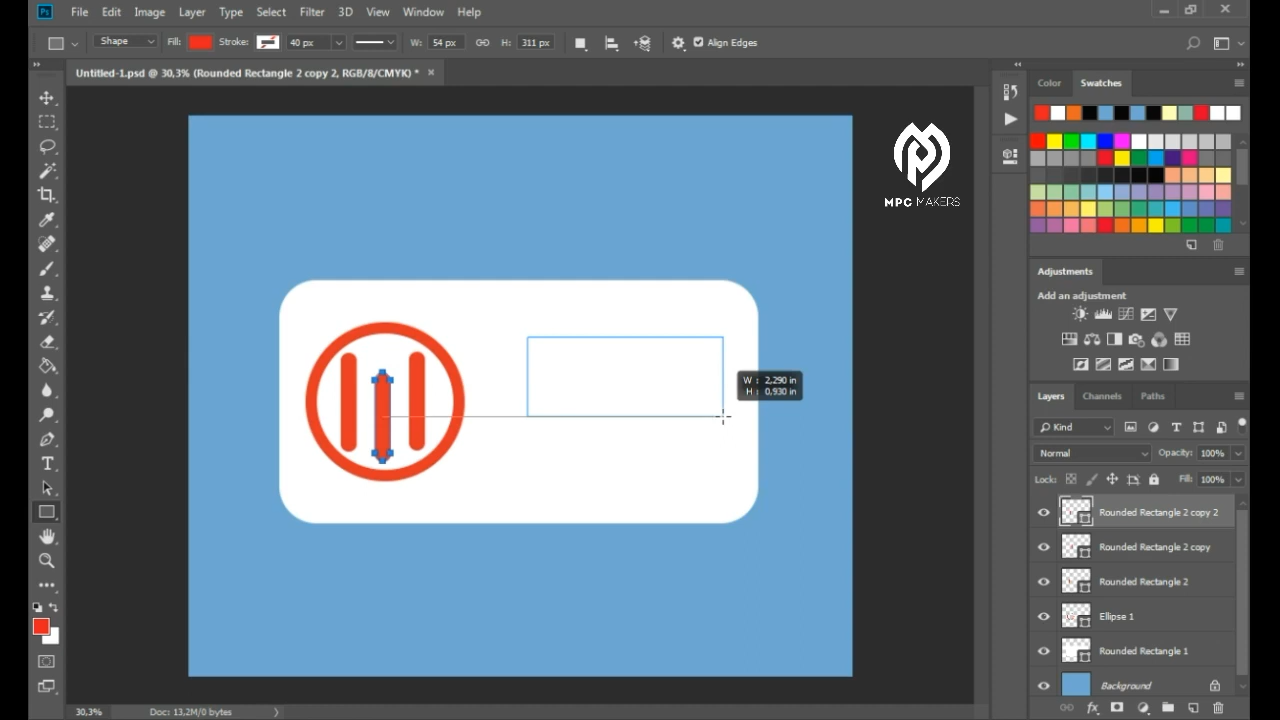 Ps File Edit Image Layer Type Select Filter 3D View Window Help
Shape Fill: Stroke: 40 px W: 54 px H: 311 px Align Edges
Untitled-1.psd @ 30,3% (Rounded Rectangle 2 copy 2, RGB/8/CMYK) * ×
Color Swatches
MPC MAKERS
Adjustments
Add an adjustment
W : 2,290 in
H : 0,930 in
Layers Channels Paths
Kind
Normal Opacity: 100%
Lock: Fill: 100%
Rounded Rectangle 2 copy 2
Rounded Rectangle 2 copy
Rounded Rectangle 2
Ellipse 1
Rounded Rectangle 1
Background
30,3% Doc: 13,2M/0 bytes